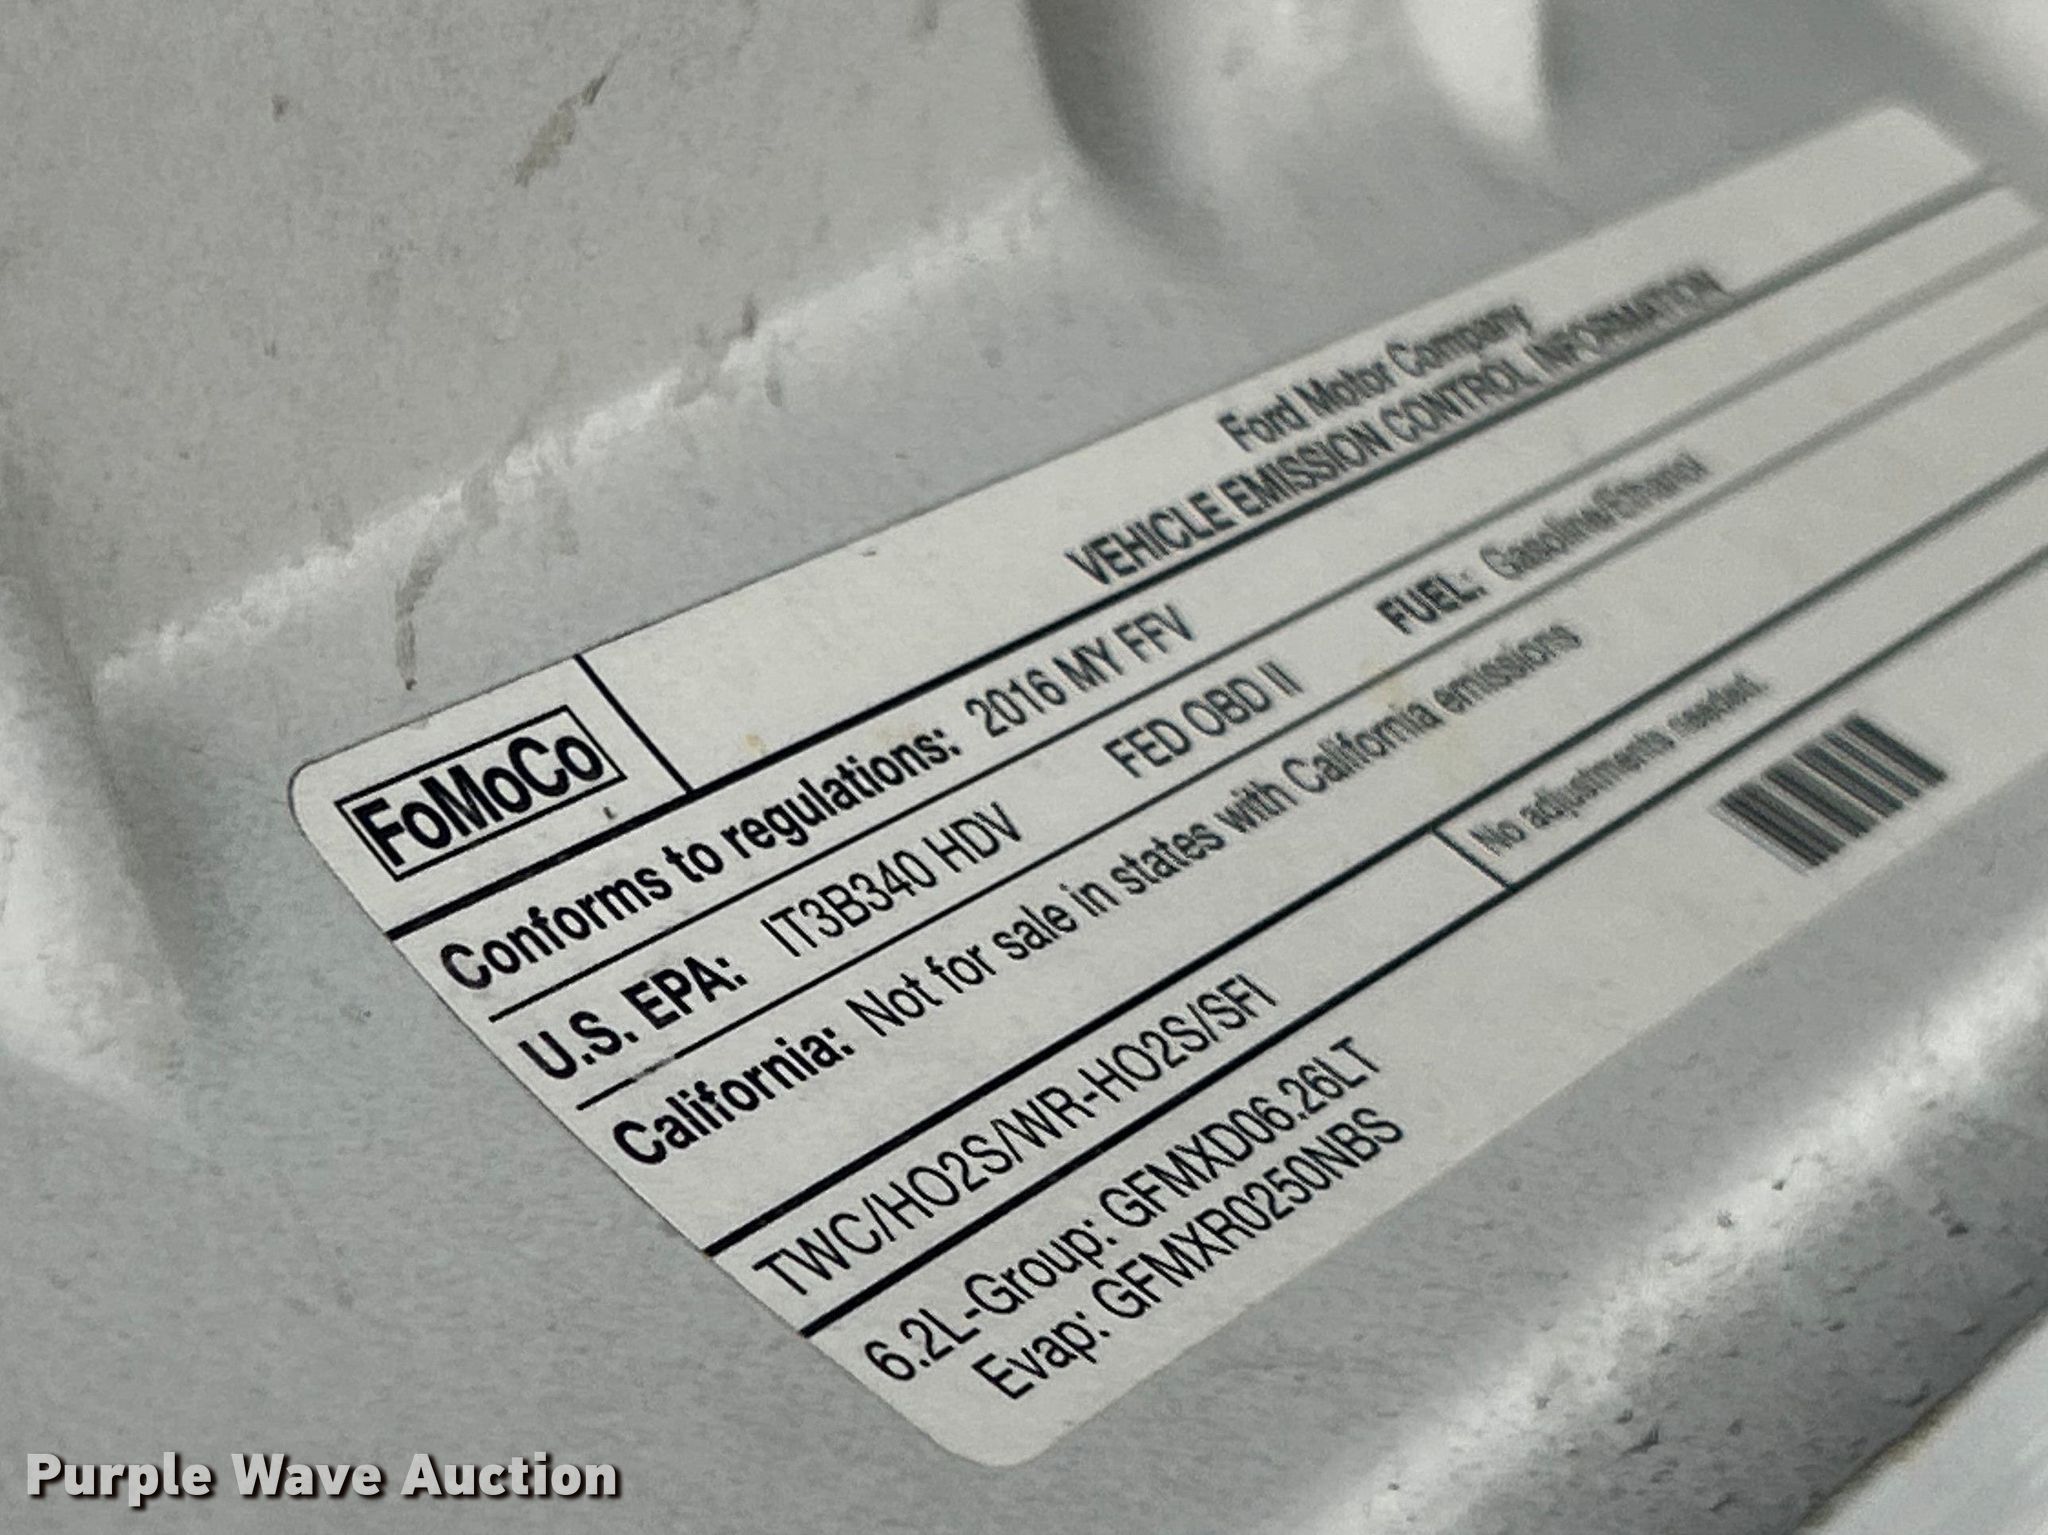 FoMoCo
Ford Motor Company
VEHICLE EMISSION CONTROL INFORMATION
Conforms to regulations: 2016 MY FFV
U.S. EPA: IT3B340 HDV FED OBD II FUEL: Gasoline/Ethanol
California: Not for sale in states with California emissions
TWC/HO2S/WR-HO2S/SFI No adjustments needed.
6.2L-Group: GFMXD06.26LT
Evap: GFMXR0250NBS
Purple Wave Auction